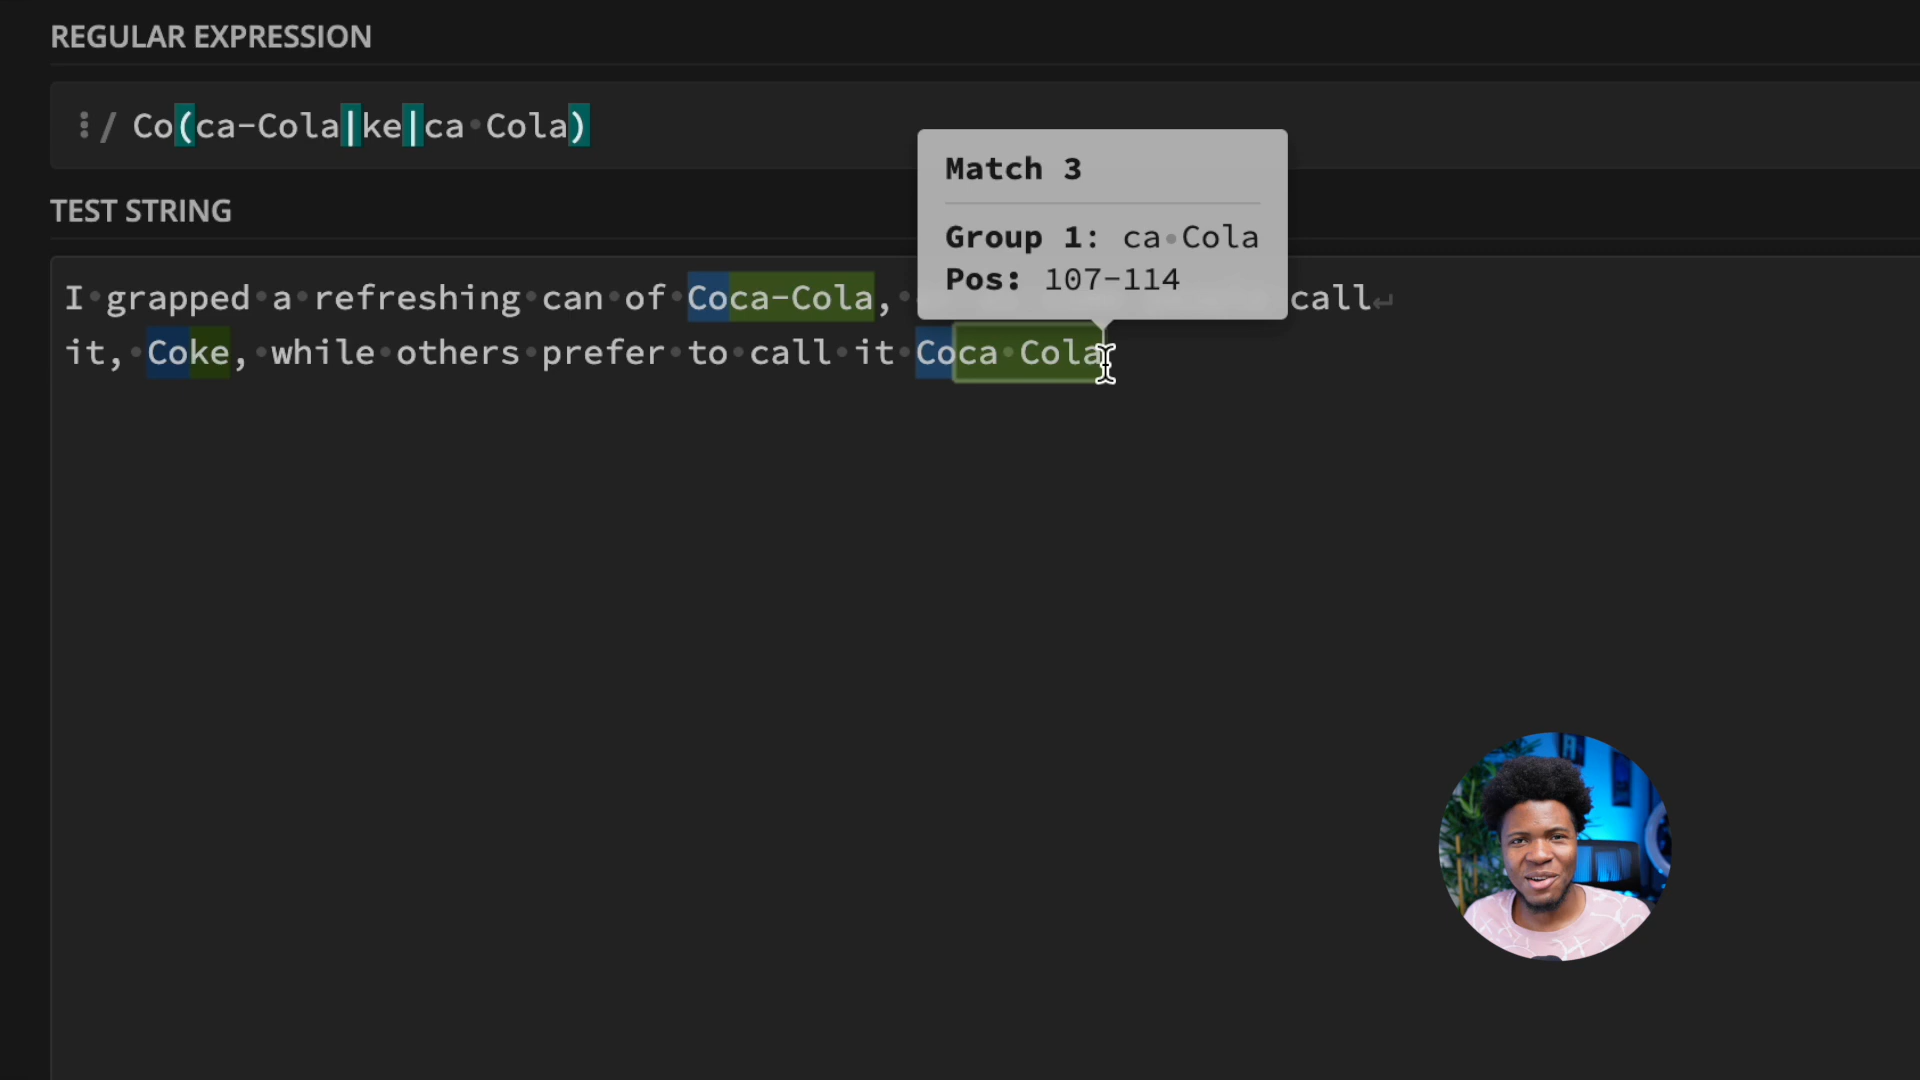 REGULAR EXPRESSION
/ Co(ca-Cola|ke|ca Cola)
TEST STRING
Match 3
Group 1: ca Cola
Pos: 107-114
I grapped a refreshing can of Coca-Cola, call
it, Coke, while others prefer to call it Coca Cola